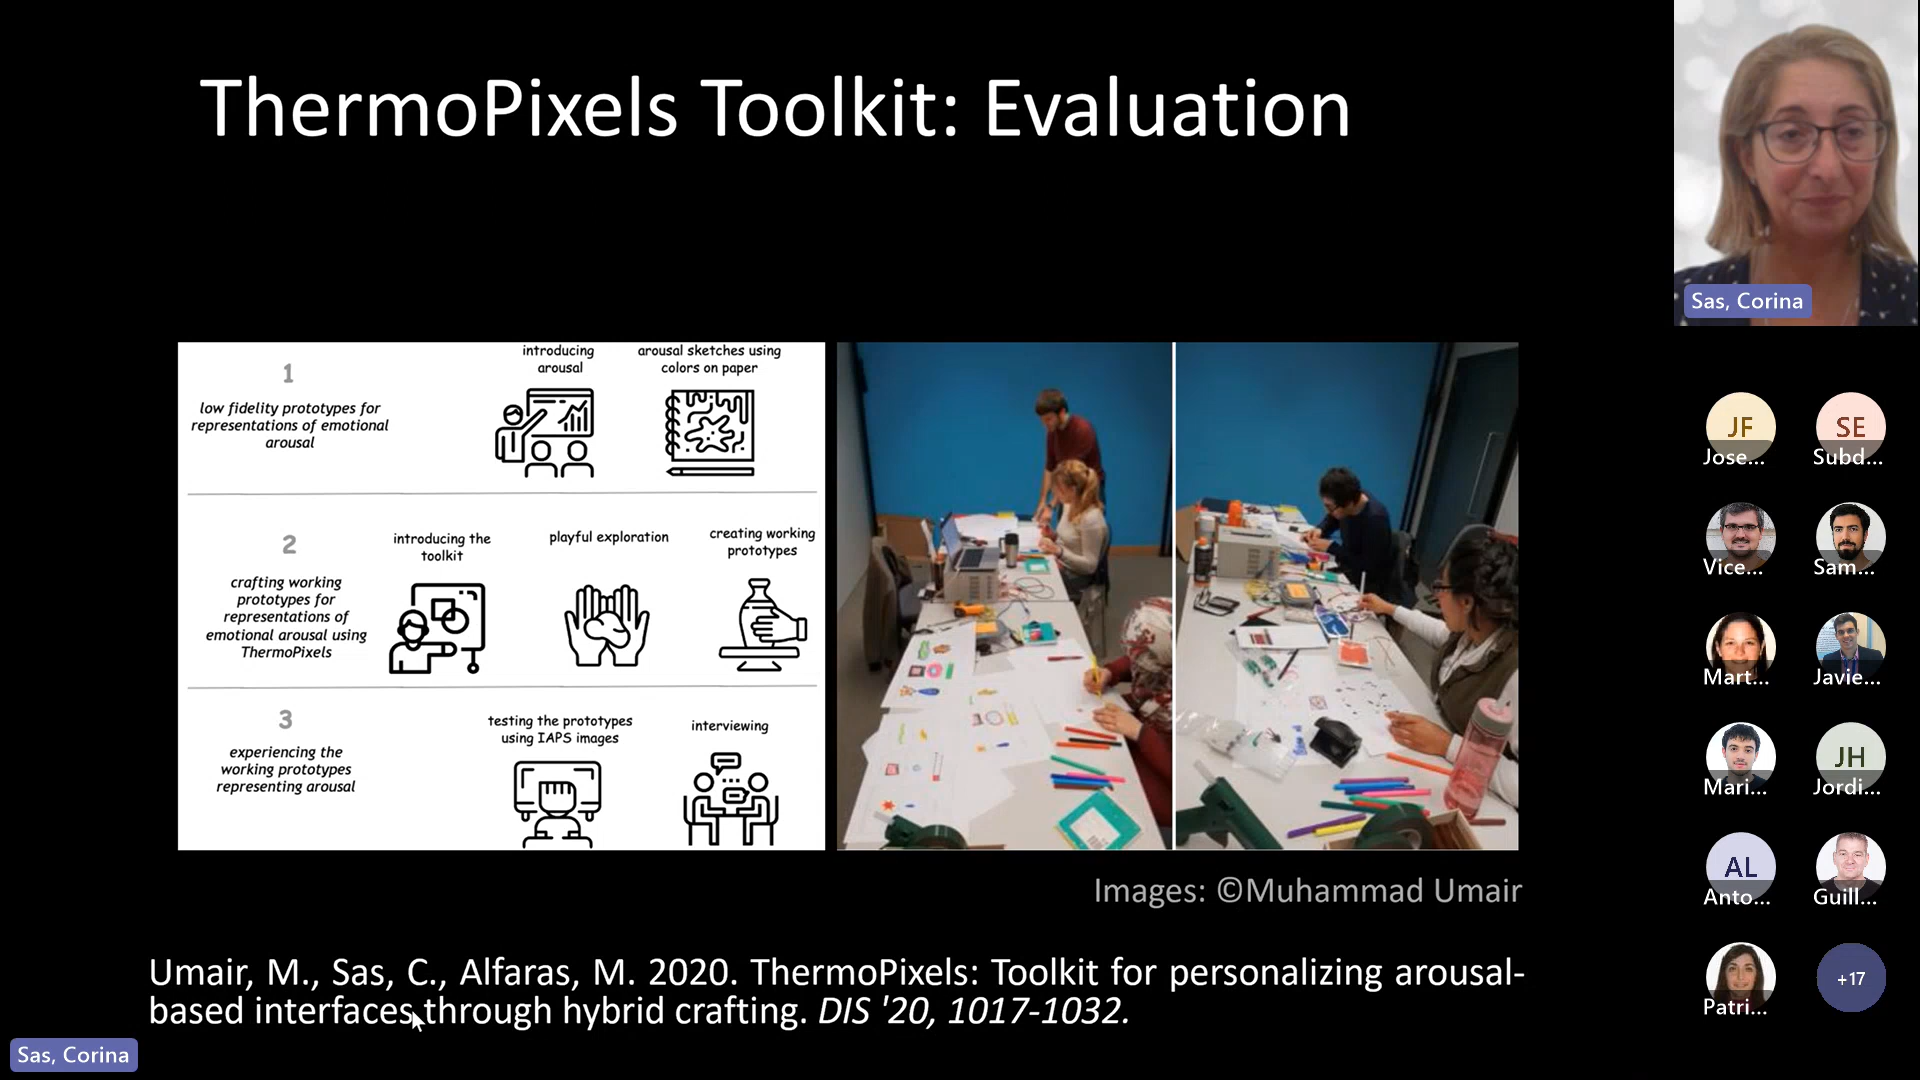 ThermoPixels Toolkit: Evaluation
1
low fidelity prototypes for
representations of emotional
arousal
introducing
arousal
arousal sketches using
colors on paper
2
crafting working
prototypes for
representations of
emotional arousal using
ThermoPixels
introducing the
toolkit
playful exploration
creating working
prototypes
3
experiencing the
working prototypes
representing arousal
testing the prototypes
using IAPS images
interviewing
Images: ©Muhammad Umair
Umair, M., Sas, C., Alfaras, M. 2020. ThermoPixels: Toolkit for personalizing arousal-
based interfaces through hybrid crafting. DIS '20, 1017-1032.
Sas, Corina
Sas, Corina
JF
Jose...
SE
Subd...
Vice...
Sam...
Mart...
Javie...
Mari...
JH
Jordi...
AL
Anto...
Guill...
Patri...
+17